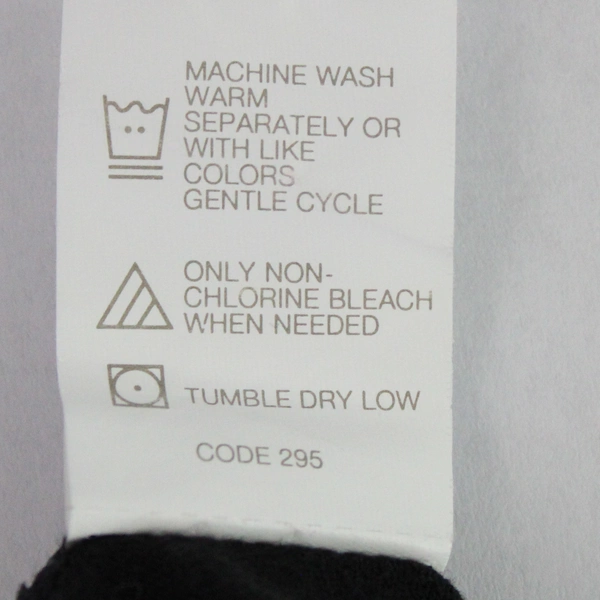 MACHINE WASH
WARM
SEPARATELY OR
WITH LIKE
COLORS
GENTLE CYCLE
ONLY NON-
CHLORINE BLEACH
WHEN NEEDED
TUMBLE DRY LOW
CODE 295